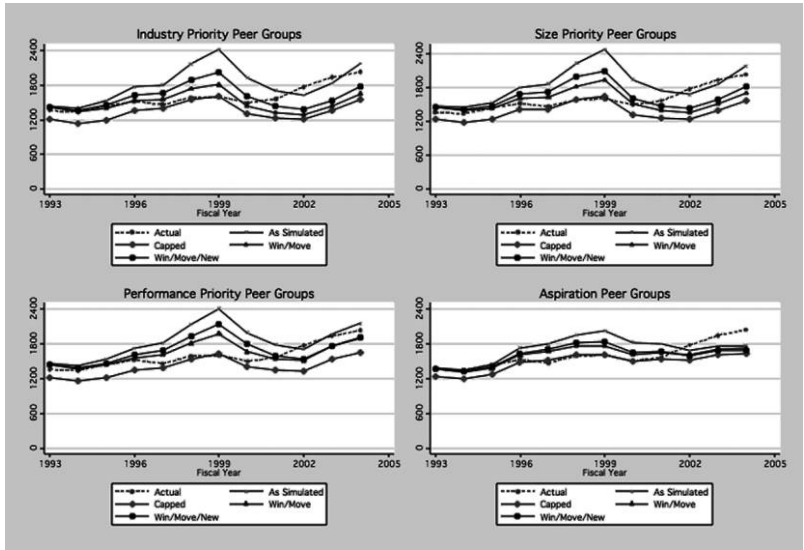 Industry Priority Peer Groups
2400
1800
1200
600
0
1993 1996 1999 2002 2005
Fiscal Year
Actual As Simulated
Capped Win/Move
Win/Move/New
Size Priority Peer Groups
2400
1800
1200
600
0
1993 1996 1999 2002 2005
Fiscal Year
Actual As Simulated
Capped Win/Move
Win/Move/New
Performance Priority Peer Groups
2400
1800
1200
600
0
1993 1996 1999 2002 2005
Fiscal Year
Actual As Simulated
Capped Win/Move
Win/Move/New
Aspiration Peer Groups
2400
1800
1200
600
0
1993 1996 1999 2002 2005
Fiscal Year
Actual As Simulated
Capped Win/Move
Win/Move/New